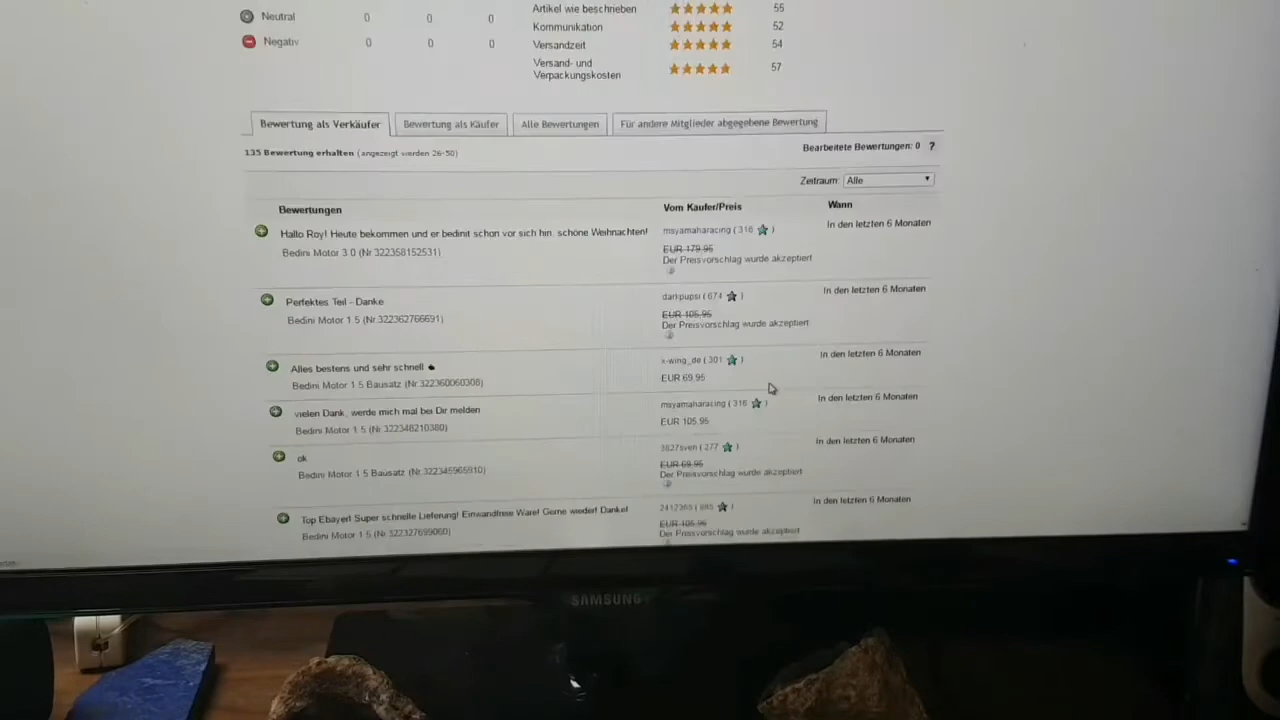 Neutral 0 0 0
Negativ 0 0 0
Artikel wie beschrieben 55
Kommunikation 52
Versandzeit 54
Versand- und
Verpackungskosten 57
Bewertung als Verkäufer Bewertung als Käufer Alle Bewertungen Für andere Mitglieder abgegebene Bewertung
135 Bewertung erhalten (angezeigt werden 26-50) Bearbeitete Bewertungen: 0 ?
Zeitraum: Alle
Bewertungen Vom Käufer/Preis Wann
Hallo Roy! Heute bekommen und er bedinit schon vor sich hin, schöne Weihnachten! msyamaharacing ( 316 ) In den letzten 6 Monaten
Bedini Motor 3.0 (Nr.322358152531) EUR 179,95
Der Preisvorschlag wurde akzeptiert
Perfektes Teil - Danke darkpupsi ( 674 ) In den letzten 6 Monaten
Bedini Motor 1.5 (Nr.322362766691) EUR 105,95
Der Preisvorschlag wurde akzeptiert
Alles bestens und sehr schnell x-wing_de ( 301 ) In den letzten 6 Monaten
Bedini Motor 1.5 Bausatz (Nr.322360060308) EUR 69,95
vielen Dank, werde mich mal bei Dir melden msyamaharacing ( 316 ) In den letzten 6 Monaten
Bedini Motor 1.5 (Nr.322348210380) EUR 105,95
ok 3827sven ( 277 ) In den letzten 6 Monaten
Bedini Motor 1.5 Bausatz (Nr.322345965910) EUR 69,95
Der Preisvorschlag wurde akzeptiert
Top Ebayer! Super schnelle Lieferung! Einwandfreie Ware! Gerne wieder! Danke! In den letzten 6 Monaten
Bedini Motor 1.5 (Nr.322327699060) EUR 105,95
Der Preisvorschlag wurde akzeptiert
SAMSUNG